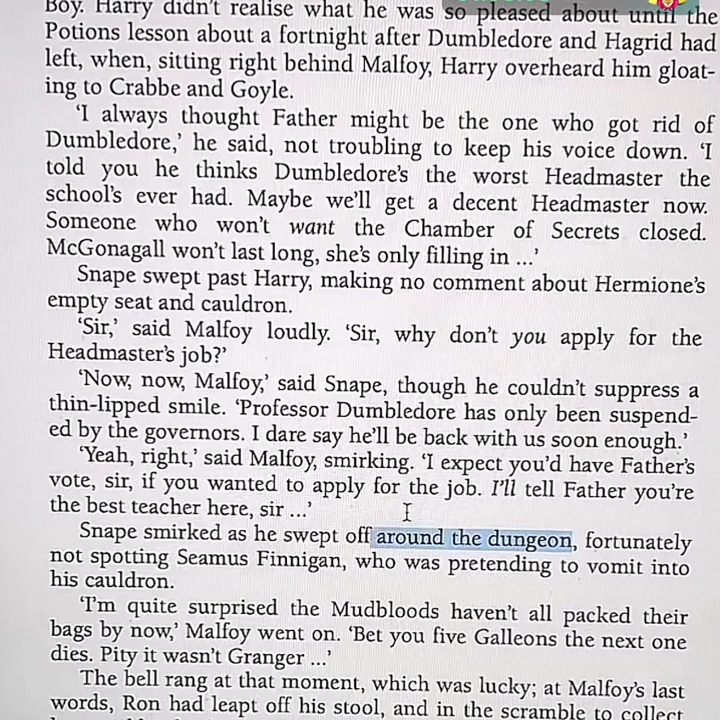 Boy. Harry didn't realise what he was so pleased about until the
Potions lesson about a fortnight after Dumbledore and Hagrid had
left, when, sitting right behind Malfoy, Harry overheard him gloat-
ing to Crabbe and Goyle.
'I always thought Father might be the one who got rid of
Dumbledore,' he said, not troubling to keep his voice down. 'I
told you he thinks Dumbledore's the worst Headmaster the
school's ever had. Maybe we'll get a decent Headmaster now.
Someone who won't want the Chamber of Secrets closed.
McGonagall won't last long, she's only filling in ...'
Snape swept past Harry, making no comment about Hermione's
empty seat and cauldron.
'Sir,' said Malfoy loudly. 'Sir, why don't you apply for the
Headmaster's job?'
'Now, now, Malfoy,' said Snape, though he couldn't suppress a
thin-lipped smile. 'Professor Dumbledore has only been suspend-
ed by the governors. I dare say he'll be back with us soon enough.'
'Yeah, right,' said Malfoy, smirking. 'I expect you'd have Father's
vote, sir, if you wanted to apply for the job. I'll tell Father you're
the best teacher here, sir ...'
Snape smirked as he swept off around the dungeon, fortunately
not spotting Seamus Finnigan, who was pretending to vomit into
his cauldron.
'I'm quite surprised the Mudbloods haven't all packed their
bags by now,' Malfoy went on. 'Bet you five Galleons the next one
dies. Pity it wasn't Granger ...'
The bell rang at that moment, which was lucky; at Malfoy's last
words, Ron had leapt off his stool, and in the scramble to collect